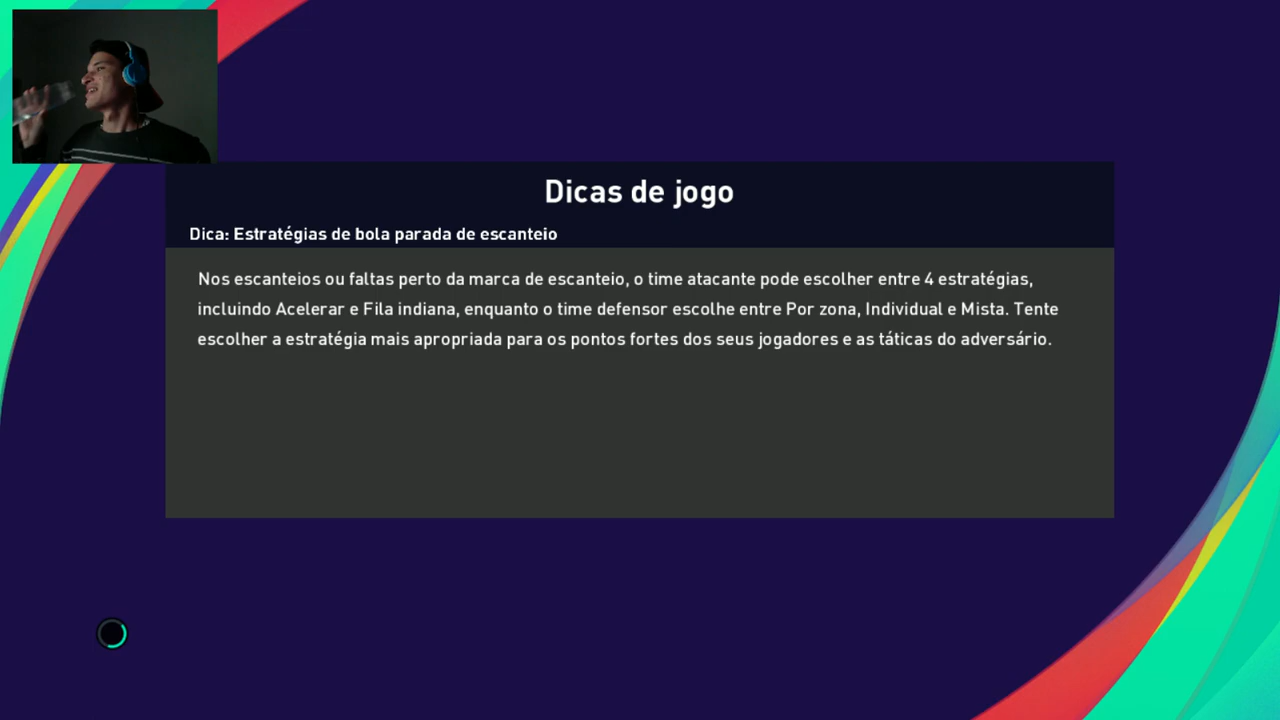 Dicas de jogo
Dica: Estratégias de bola parada de escanteio
Nos escanteios ou faltas perto da marca de escanteio, o time atacante pode escolher entre 4 estratégias,
incluindo Acelerar e Fila indiana, enquanto o time defensor escolhe entre Por zona, Individual e Mista. Tente
escolher a estratégia mais apropriada para os pontos fortes dos seus jogadores e as táticas do adversário.